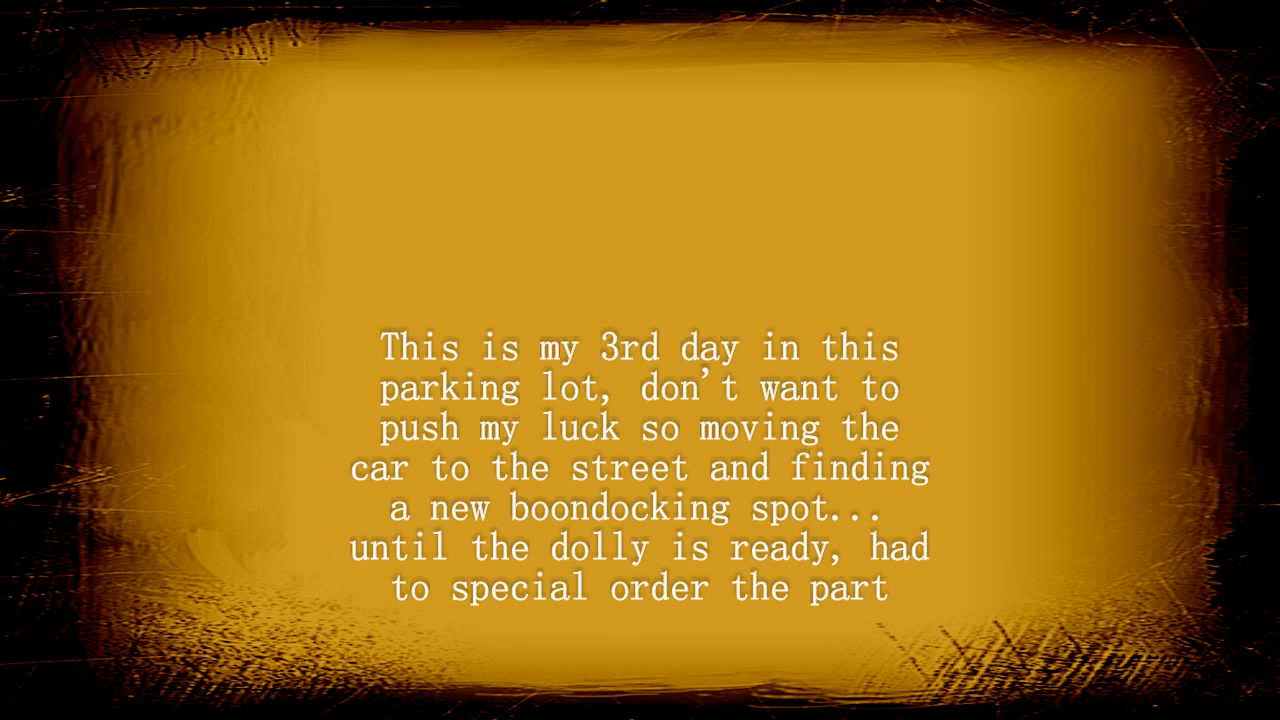 This is my 3rd day in this
parking lot, don't want to
push my luck so moving the
car to the street and finding
a new boondocking spot...
until the dolly is ready, had
to special order the part